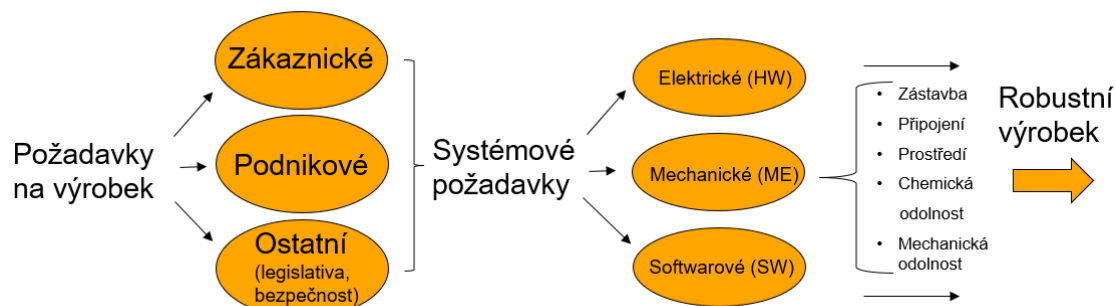 Požadavky
na výrobek
Zákaznické
Podnikové
Ostatní
(legislativa,
bezpečnost)
Systémové
požadavky
Elektrické (HW)
Mechanické (ME)
Softwarové (SW)
• Zástavba
• Připojení
• Prostředí
• Chemická
odolnost
• Mechanická
odolnost
Robustní
výrobek